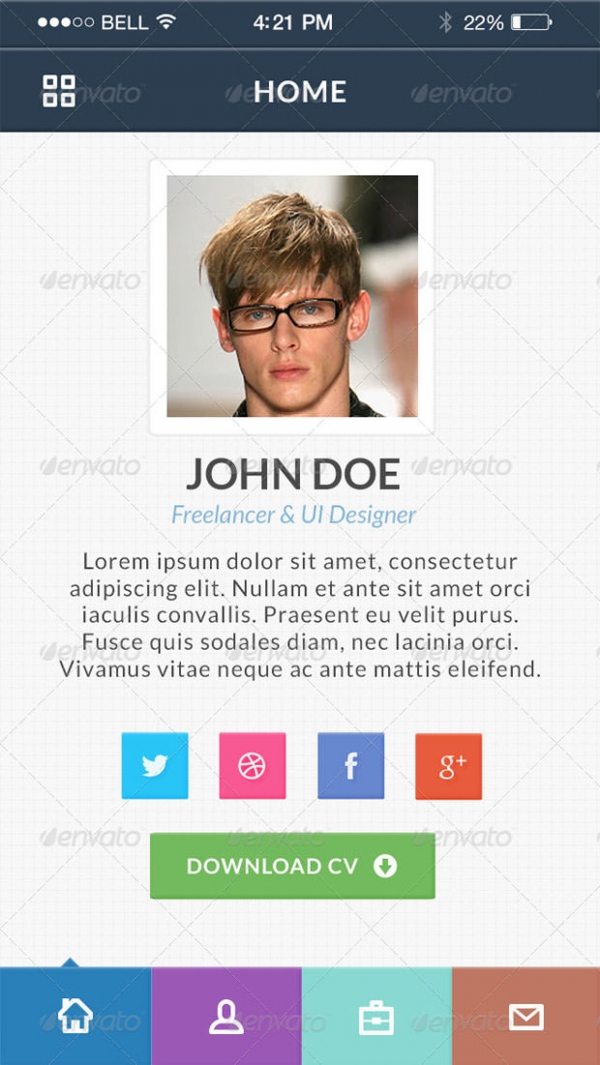 ●●●○○ BELL 4:21 PM 22%
HOME
JOHN DOE
Freelancer & UI Designer
Lorem ipsum dolor sit amet, consectetur
adipiscing elit. Nullam et ante sit amet orci
iaculis convallis. Praesent eu velit purus.
Fusce quis sodales diam, nec lacinia orci.
Vivamus vitae neque ac ante mattis eleifend.
f g+
DOWNLOAD CV
envato